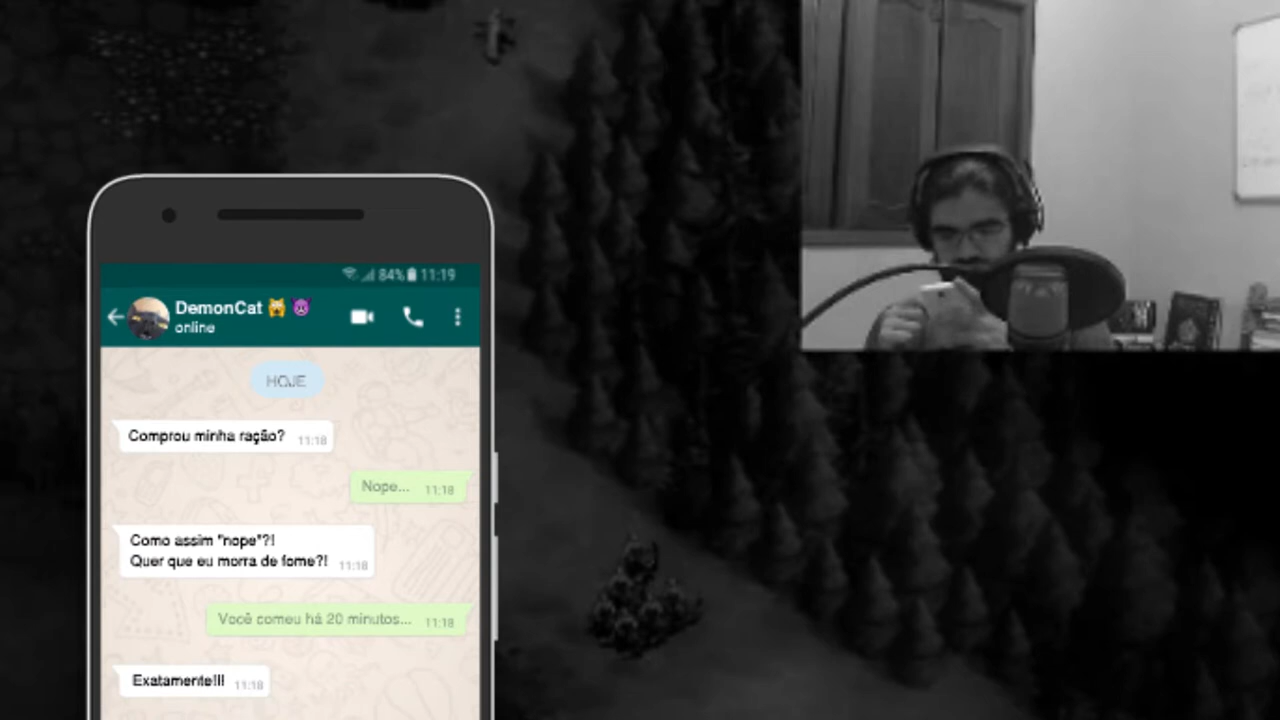 84% 11:19
DemonCat
online
HOJE
Comprou minha ração? 11:18
Nope... 11:18
Como assim "nope"?!
Quer que eu morra de fome?! 11:18
Você comeu há 20 minutos... 11:18
Exatamente!!! 11:18